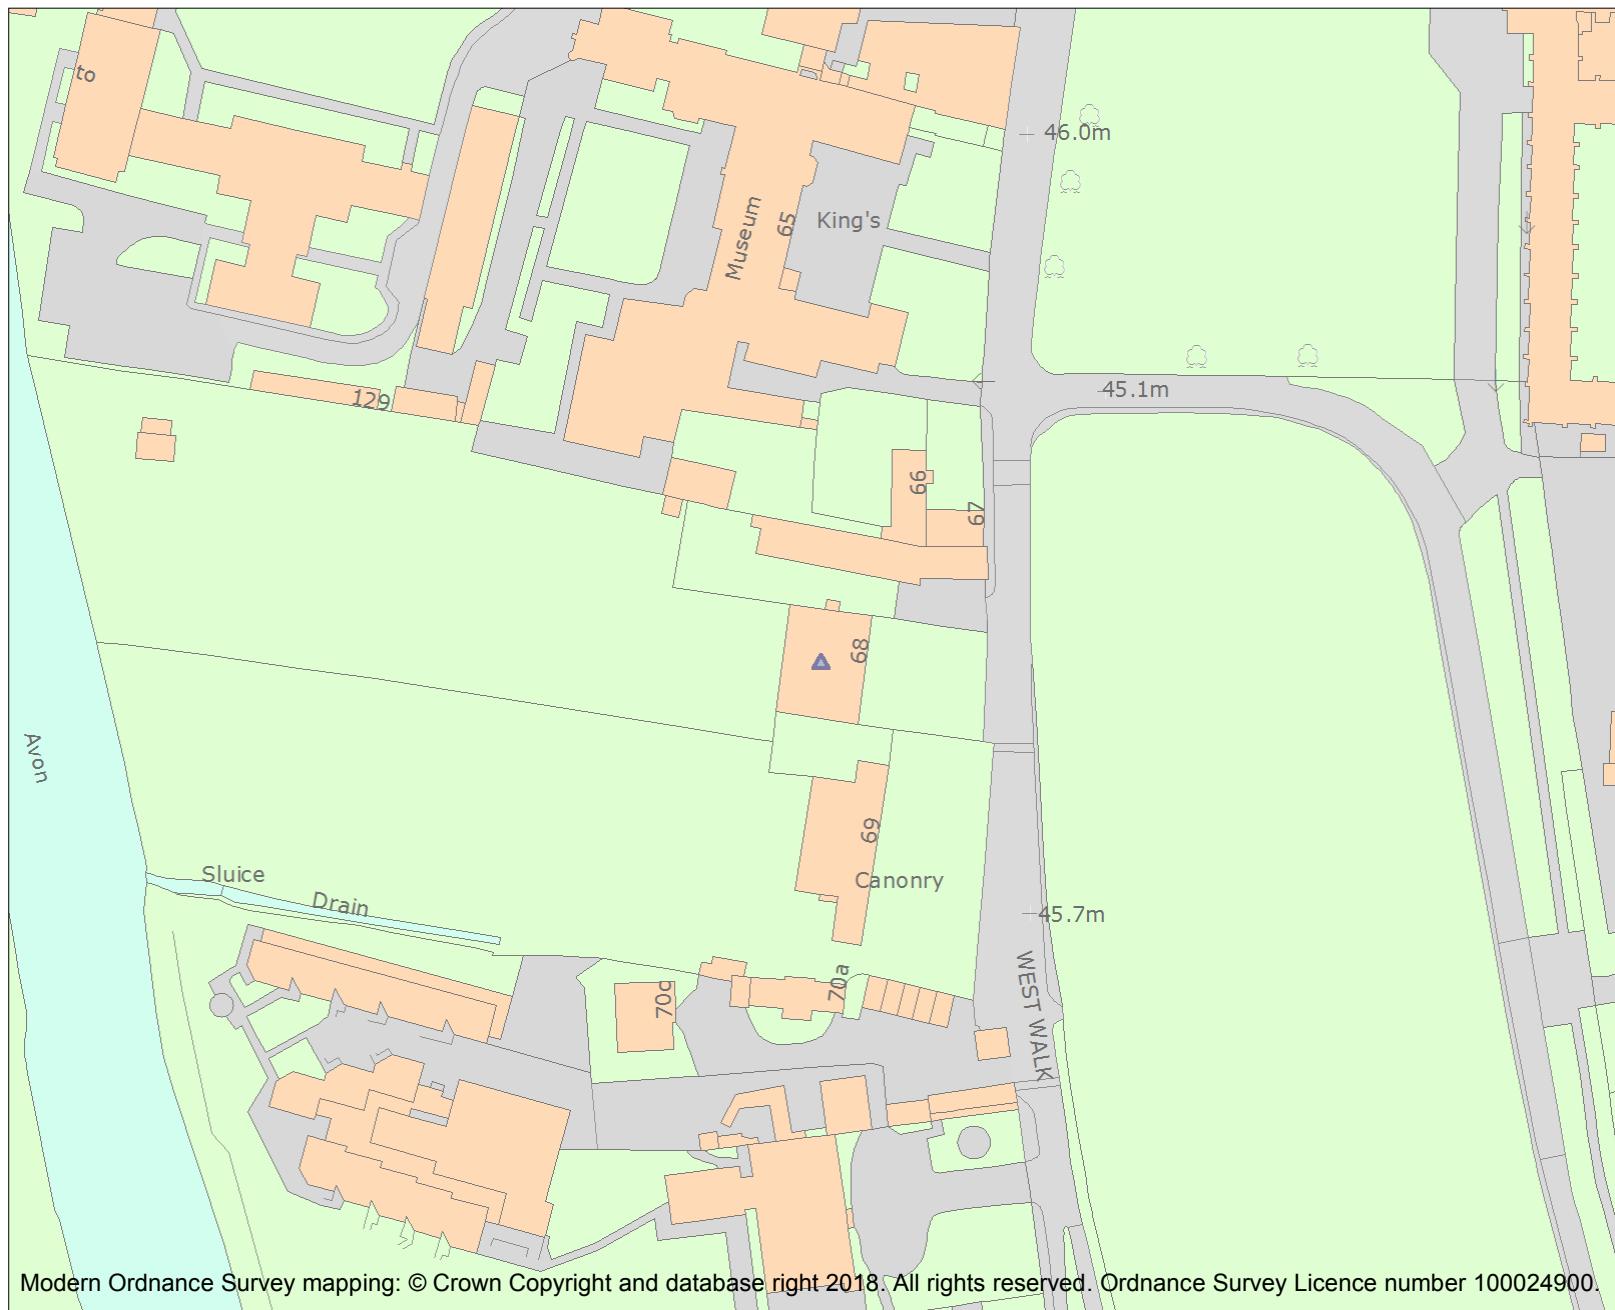 to
46.0m
Museum
65
King's
129
45.1m
66
67
68
Avon
69
Sluice
Canonry
Drain
45.7m
70a
70c
WEST WALK
Modern Ordnance Survey mapping: © Crown Copyright and database right 2018. All rights reserved. Ordnance Survey Licence number 100024900.